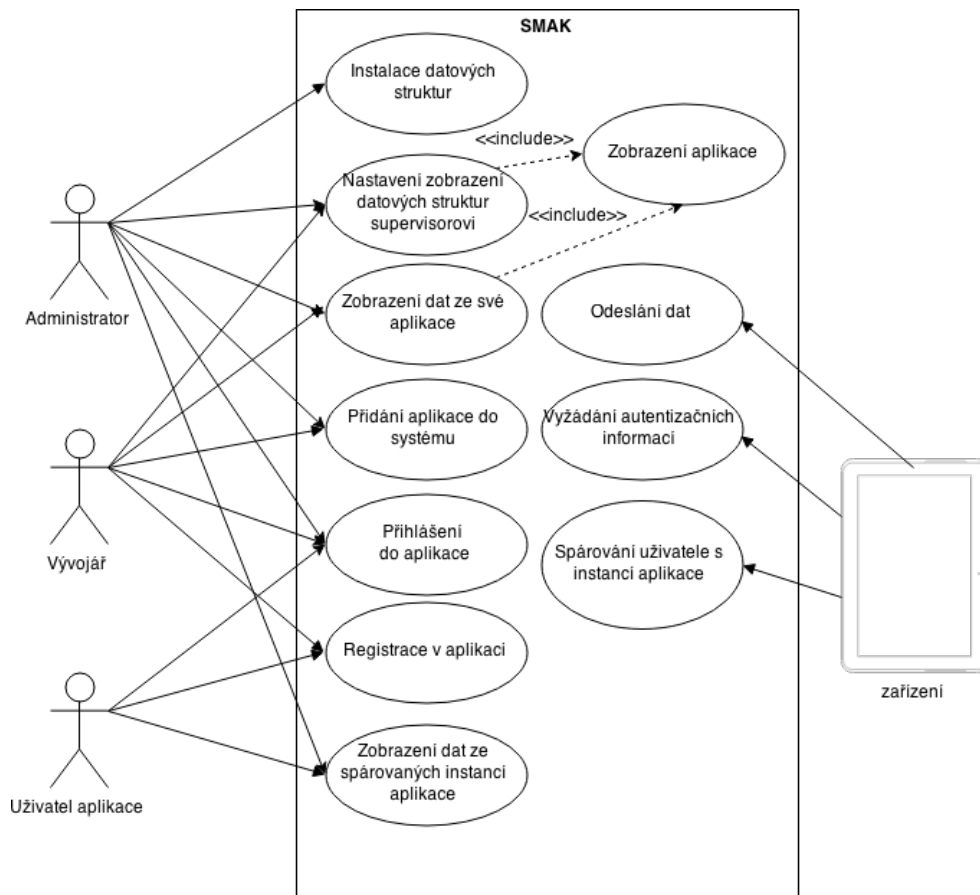 SMAK
Instalace datových
struktur
<<include>>
Zobrazení aplikace
Nastavení zobrazení
datových struktur
supervisorovi
<<include>>
Administrator
Zobrazení dat ze své
aplikace
Odeslání dat
Přidání aplikace do
systému
Vyžádání autentizačních
informací
Vývojář
Přihlášení
do aplikace
Spárování uživatele s
instancí aplikace
Registrace v aplikaci
zařízení
Zobrazení dat ze
spárovaných instancí
aplikace
Uživatel aplikace